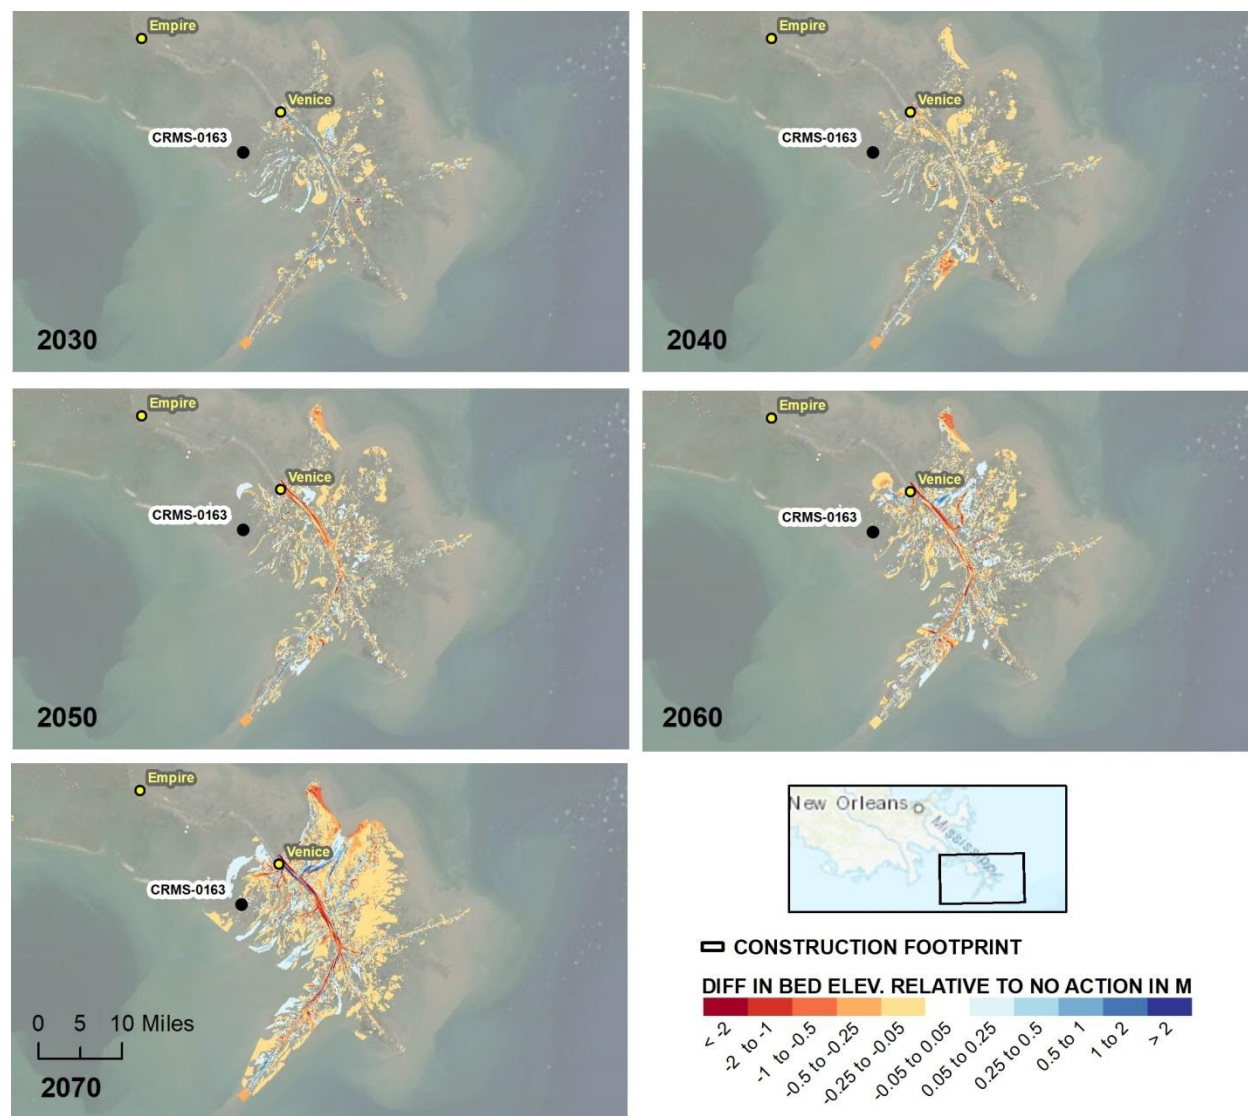 Empire
Venice
CRMS-0163
2030
Empire
Venice
CRMS-0163
2040
Empire
Venice
CRMS-0163
2050
Empire
Venice
CRMS-0163
2060
Empire
Venice
CRMS-0163
0 5 10 Miles
2070
New Orleans
Mississippi
CONSTRUCTION FOOTPRINT
DIFF IN BED ELEV. RELATIVE TO NO ACTION IN M
< -2
-2 to -1
-1 to -0.5
-0.5 to -0.25
-0.25 to -0.05
-0.05 to 0.05
0.05 to 0.25
0.25 to 0.5
0.5 to 1
1 to 2
> 2